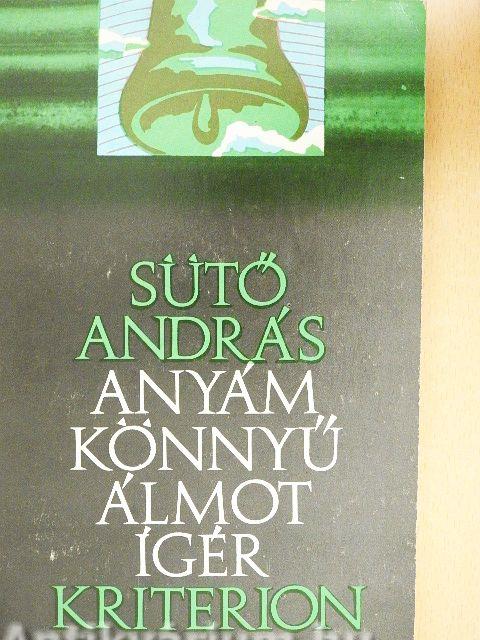 SÜTŐ
ANDRÁS
ANYÁM
KÖNNYŰ
ÁLMOT
ÍGÉR
KRITERION